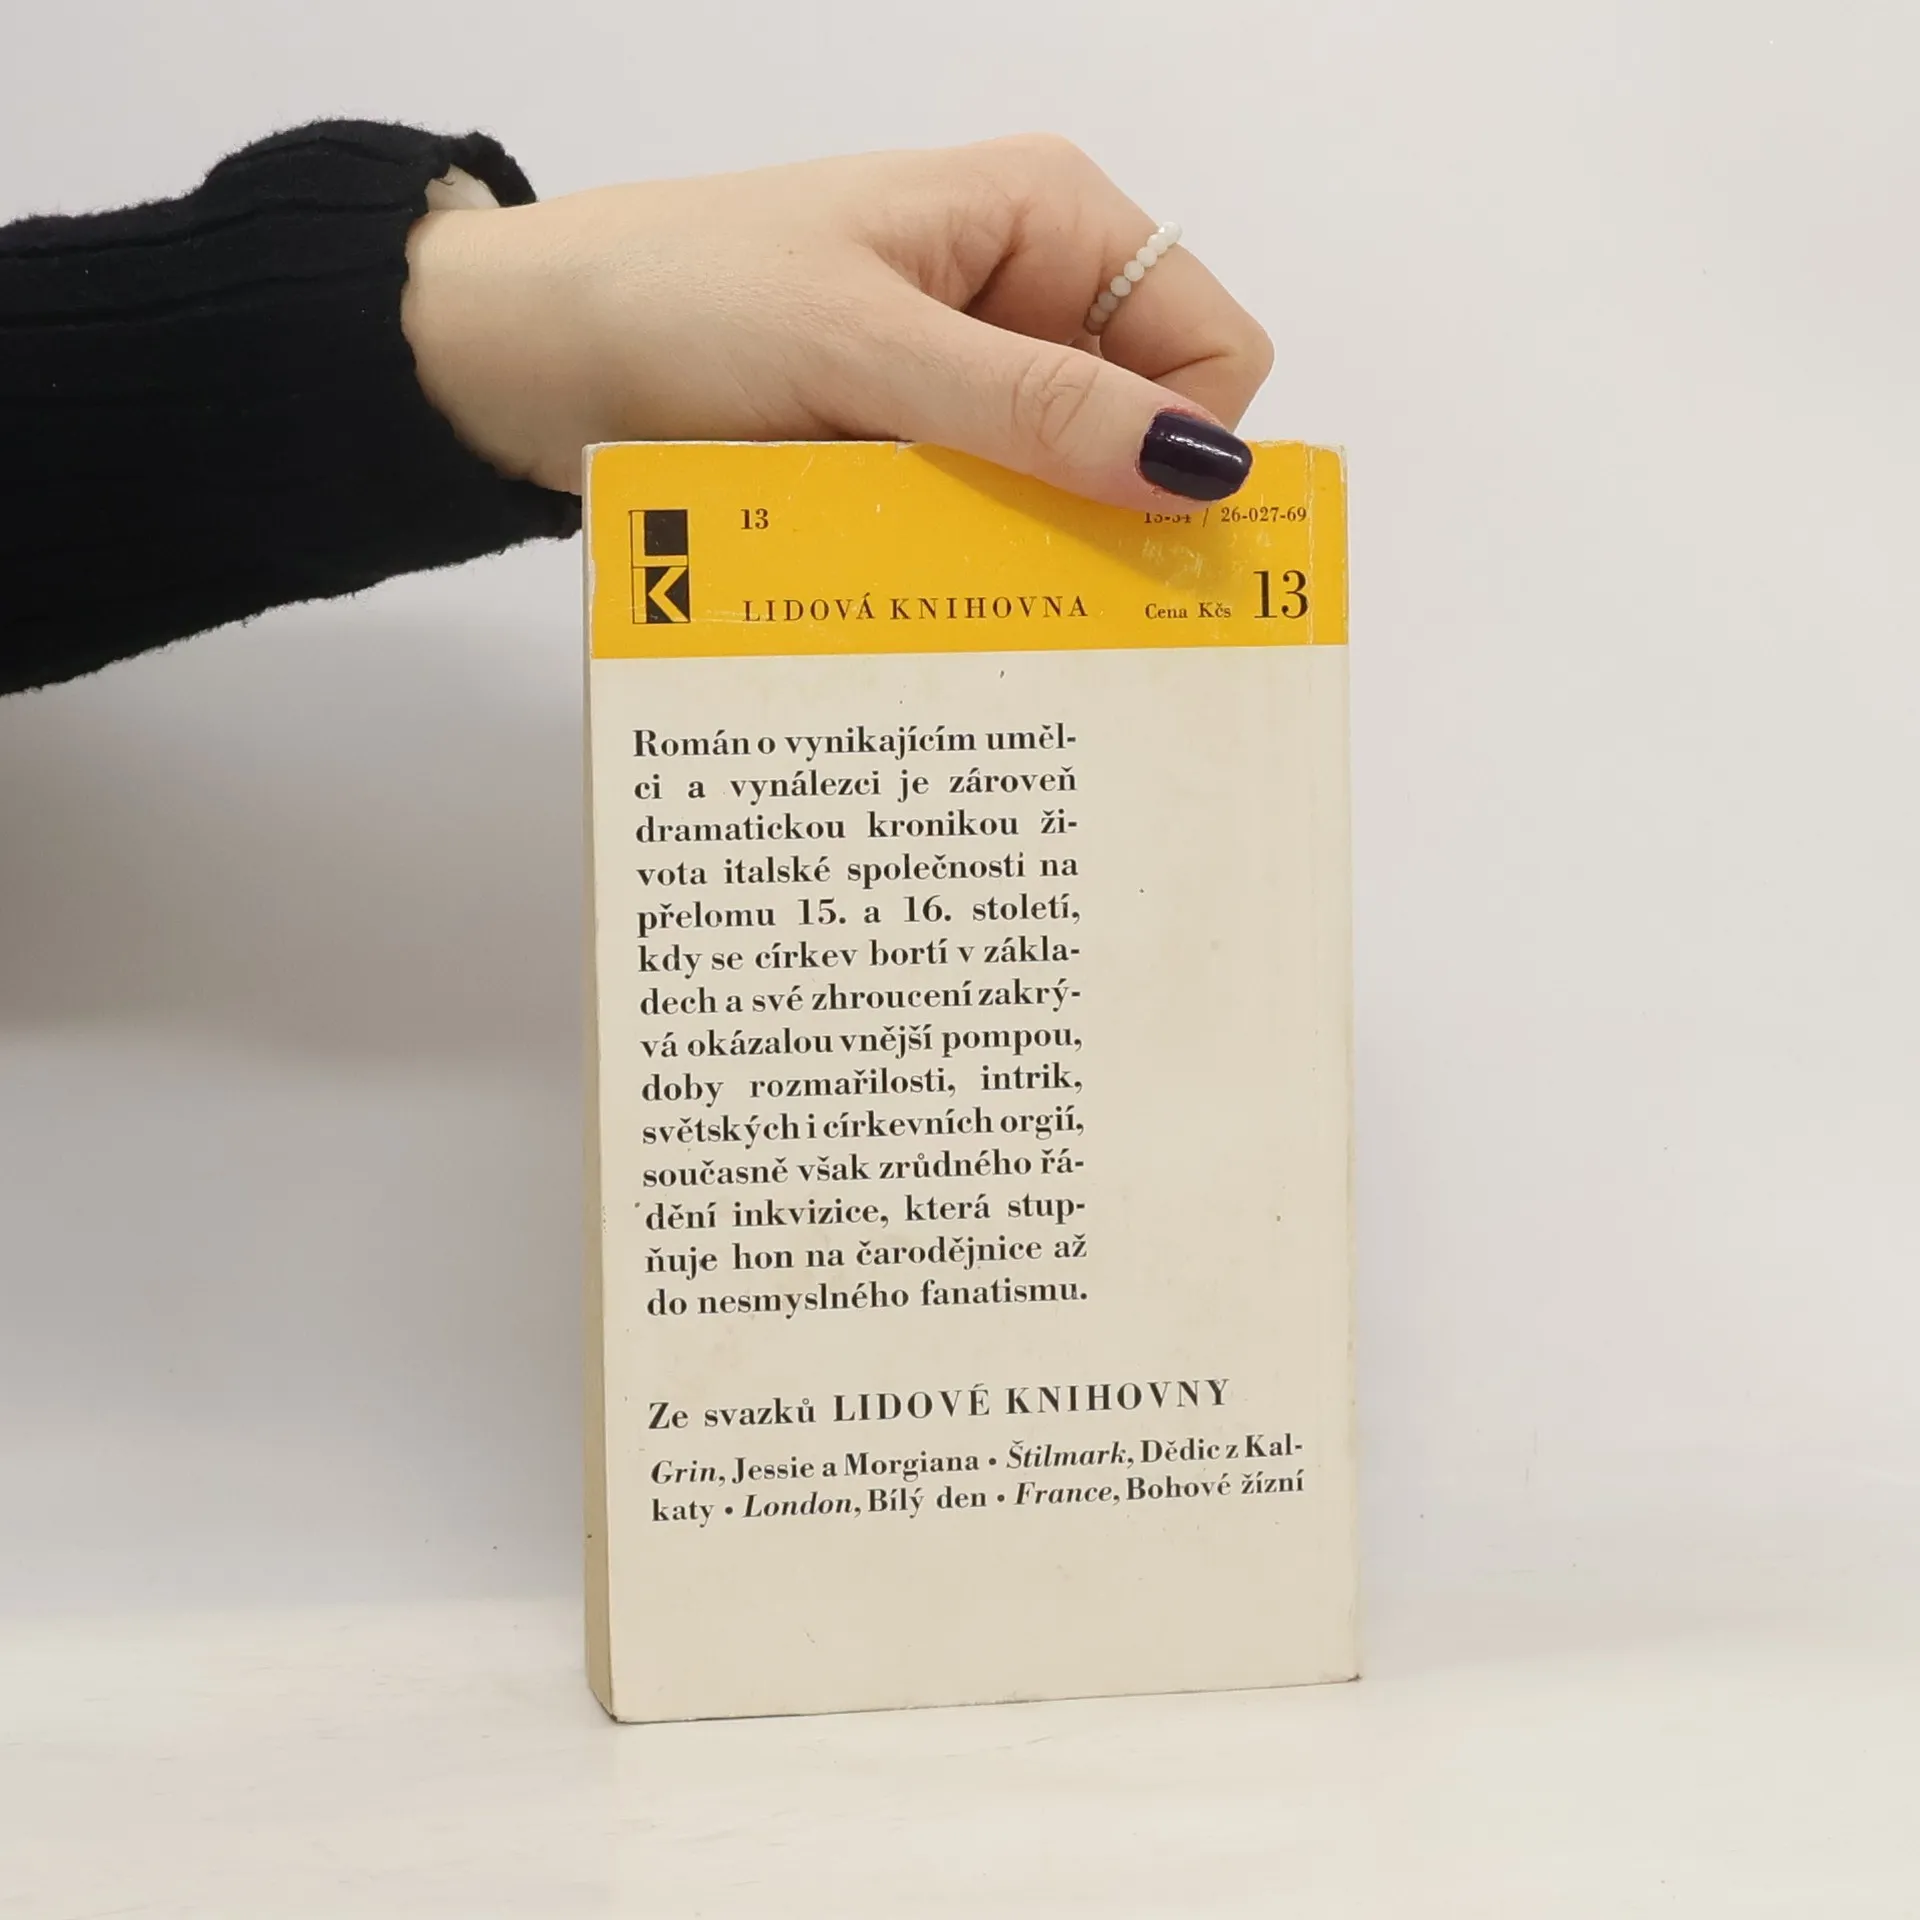 LK
13
26-027-69
LIDOVÁ KNIHOVNA
Cena Kčs 13
Román o vynikajícím uměl-
ci a vynálezci je zároveň
dramatickou kronikou ži-
vota italské společnosti na
přelomu 15. a 16. století,
kdy se církev bortí v zákla-
dech a své zhroucení zakrý-
vá okázalou vnější pompou,
doby rozmařilosti, intrik,
světských i církevních orgií,
současně však zrůdného řá-
dění inkvizice, která stup-
ňuje hon na čarodějnice až
do nesmyslného fanatismu.
Ze svazků LIDOVÉ KNIHOVNY
Grin, Jessie a Morgiana • Štilmark, Dědic z Kal-
katy • London, Bílý den • France, Bohové žízní